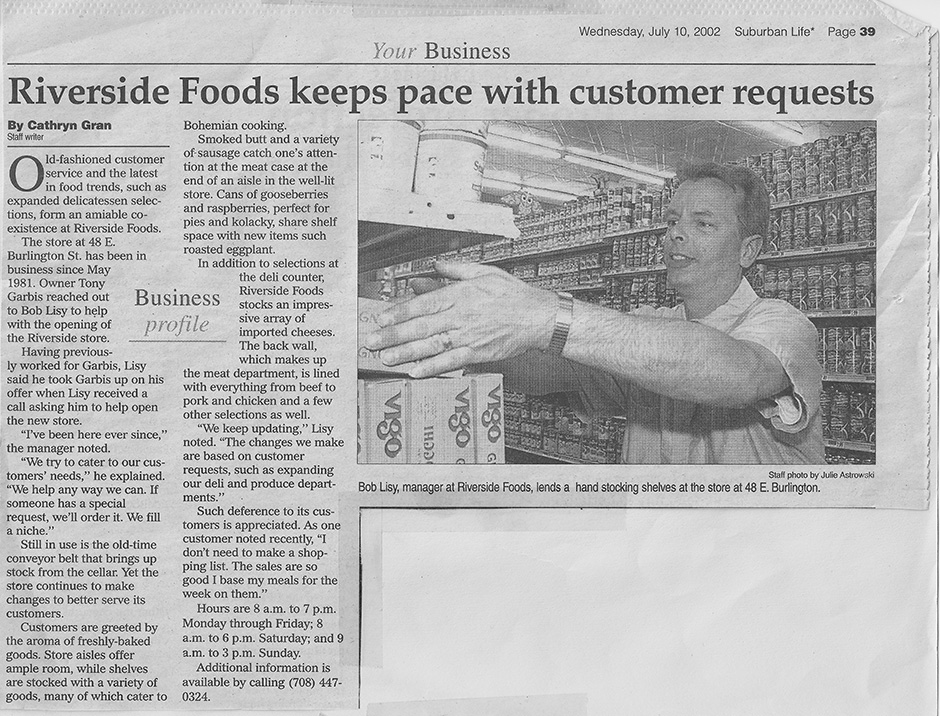 Wednesday, July 10, 2002 Suburban Life* Page 39
Your Business
Riverside Foods keeps pace with customer requests
By Cathryn Gran
Staff writer
Old-fashioned customer
service and the latest
in food trends, such as
expanded delicatessen selec-
tions, form an amiable co-
existence at Riverside Foods.
The store at 48 E.
Burlington St. has been in
business since May
1981. Owner Tony
Garbis reached out
to Bob Lisy to help
with the opening of
the Riverside store.
Having previous-
ly worked for Garbis, Lisy
said he took Garbis up on his
offer when Lisy received a
call asking him to help open
the new store.
“I’ve been here ever since,”
the manager noted.
“We try to cater to our cus-
tomers’ needs,” he explained.
“We help any way we can. If
someone has a special
request, we’ll order it. We fill
a niche.”
Still in use is the old-time
conveyor belt that brings up
stock from the cellar. Yet the
store continues to make
changes to better serve its
customers.
Customers are greeted by
the aroma of freshly-baked
goods. Store aisles offer
ample room, while shelves
are stocked with a variety of
goods, many of which cater to
Business
profile
Bohemian cooking.
Smoked butt and a variety
of sausage catch one’s atten-
tion at the meat case at the
end of an aisle in the well-lit
store. Cans of gooseberries
and raspberries, perfect for
pies and kolacky, share shelf
space with new items such
roasted eggplant.
In addition to selections at
the deli counter,
Riverside Foods
stocks an impres-
sive array of
imported cheeses.
The back wall,
which makes up
the meat department, is lined
with everything from beef to
pork and chicken and a few
other selections as well.
“We keep updating,” Lisy
noted. “The changes we make
are based on customer
requests, such as expanding
our deli and produce depart-
ments.”
Such deference to its cus-
tomers is appreciated. As one
customer noted recently, “I
don’t need to make a shop-
ping list. The sales are so
good I base my meals for the
week on them.”
Hours are 8 a.m. to 7 p.m.
Monday through Friday; 8
a.m. to 6 p.m. Saturday; and 9
a.m. to 3 p.m. Sunday.
Additional information is
available by calling (708) 447-
0324.
VIGO
OCCHI
VIGO
Staff photo by Julie Astrowski
Bob Lisy, manager at Riverside Foods, lends a hand stocking shelves at the store at 48 E. Burlington.